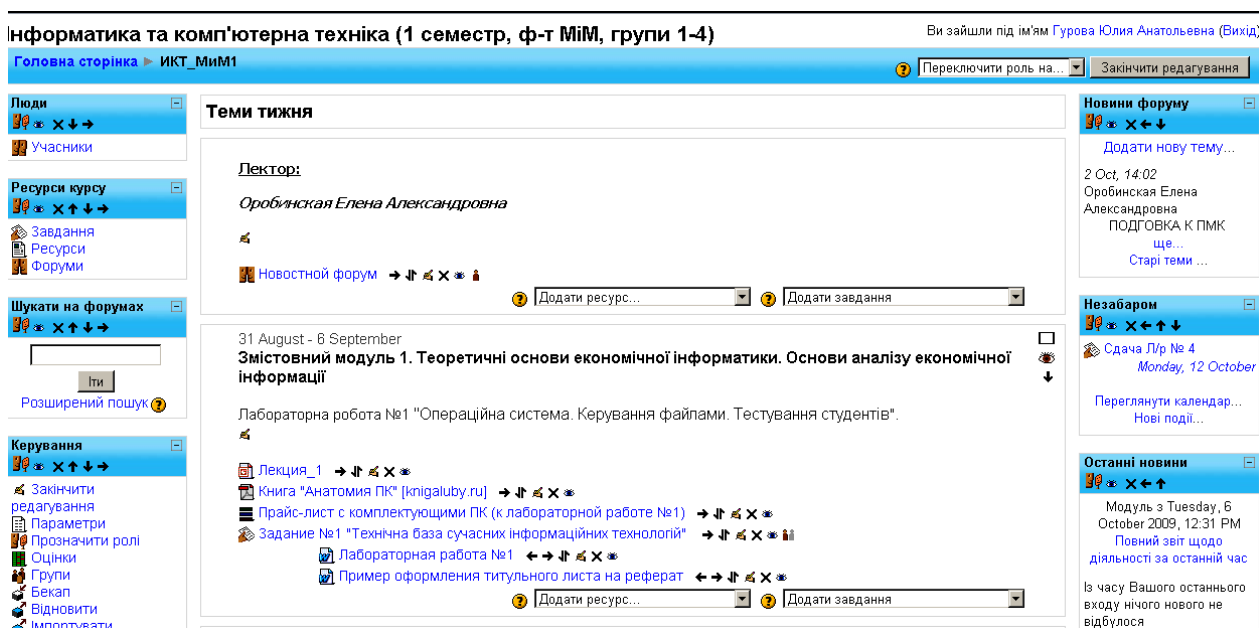 Інформатика та комп'ютерна техніка (1 семестр, ф-т МіМ, групи 1-4)
Ви зайшли під ім'ям Гурова Юлия Анатольевна (Вихід)
Головна сторінка ► ИКТ_МиМ1
Переключити роль на...
Закінчити редагування
Люди
Учасники
Ресурси курсу
Завдання
Ресурси
Форуми
Шукати на форумах
Іти
Розширений пошук
Керування
Закінчити
редагування
Параметри
Прозначити ролі
Оцінки
Групи
Бекап
Відновити
Імпортувати
Теми тижня
Лектор:
Оробинская Елена Александровна
Новостной форум
Додати ресурс...
Додати завдання
31 August - 6 September
Змістовний модуль 1. Теоретичні основи економічної інформатики. Основи аналізу економічної
інформації
Лабораторна робота №1 "Операційна система. Керування файлами. Тестування студентів".
Лекция_1
Книга "Анатомия ПК" [knigaluby.ru]
Прайс-лист с комплектующими ПК (к лабораторной работе №1)
Задание №1 "Технічна база сучасних інформаційних технологій"
Лабораторная работа №1
Пример оформления титульного листа на реферат
Додати ресурс...
Додати завдання
Новини форуму
Додати нову тему...
2 Oct, 14:02
Оробинская Елена
Александровна
ПОДГОВКА К ПМК
ще...
Старі теми ...
Незабаром
Сдача Л/р № 4
Monday, 12 October
Переглянути календар...
Нові події...
Останні новини
Модуль з Tuesday, 6
October 2009, 12:31 PM
Повний звіт щодо
діяльності за останній час
Із часу Вашого останнього
входу нічого нового не
відбулося